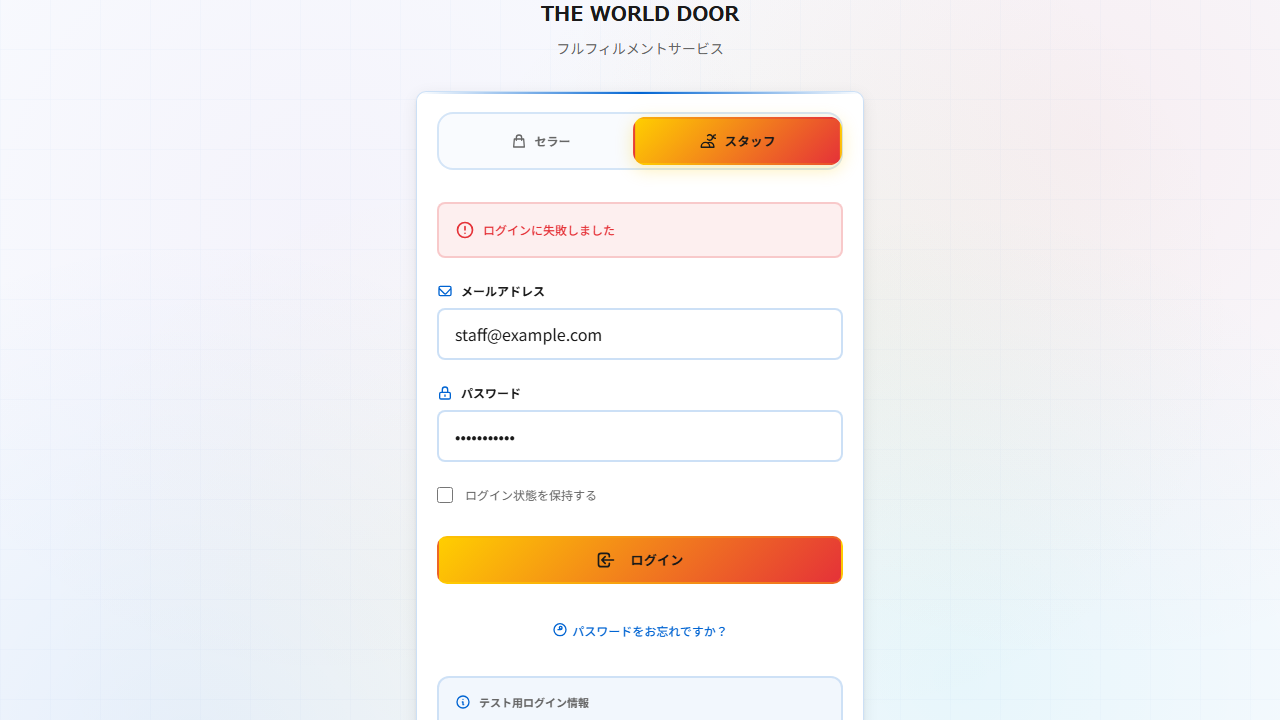 THE WORLD DOOR
フルフィルメントサービス
セラー
スタッフ
ログインに失敗しました
メールアドレス
staff@example.com
パスワード
•••••••••••
ログイン状態を保持する
ログイン
パスワードをお忘れですか？
テスト用ログイン情報